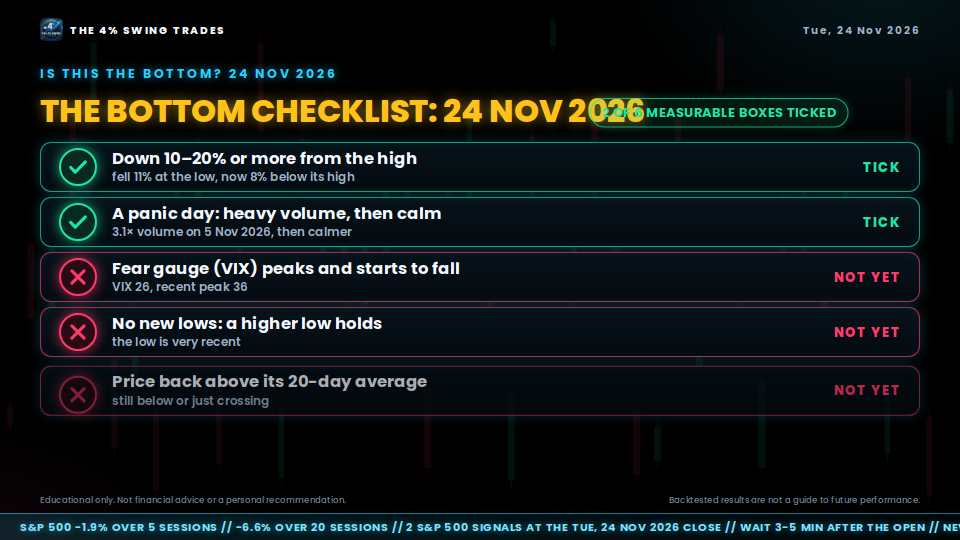 THE 4% SWING TRADES
Tue, 24 Nov 2026
IS THIS THE BOTTOM? 24 NOV 2026
THE BOTTOM CHECKLIST: 24 NOV 2026
MEASURABLE BOXES TICKED
Down 10–20% or more from the high
fell 11% at the low, now 8% below its high
TICK
A panic day: heavy volume, then calm
3.1× volume on 5 Nov 2026, then calmer
TICK
Fear gauge (VIX) peaks and starts to fall
VIX 26, recent peak 36
NOT YET
No new lows: a higher low holds
the low is very recent
NOT YET
Price back above its 20-day average
still below or just crossing
NOT YET
Educational only. Not financial advice or a personal recommendation.
Backtested results are not a guide to future performance.
S&P 500 -1.9% OVER 5 SESSIONS // -6.6% OVER 20 SESSIONS // 2 S&P 500 SIGNALS AT THE TUE, 24 NOV 2026 CLOSE // WAIT 3-5 MIN AFTER THE OPEN //